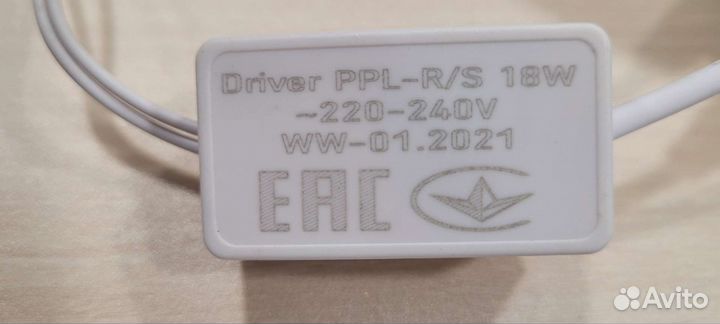 Driver PPL-R/S 18W
~220-240V
WW-01.2021
EAC
Avito